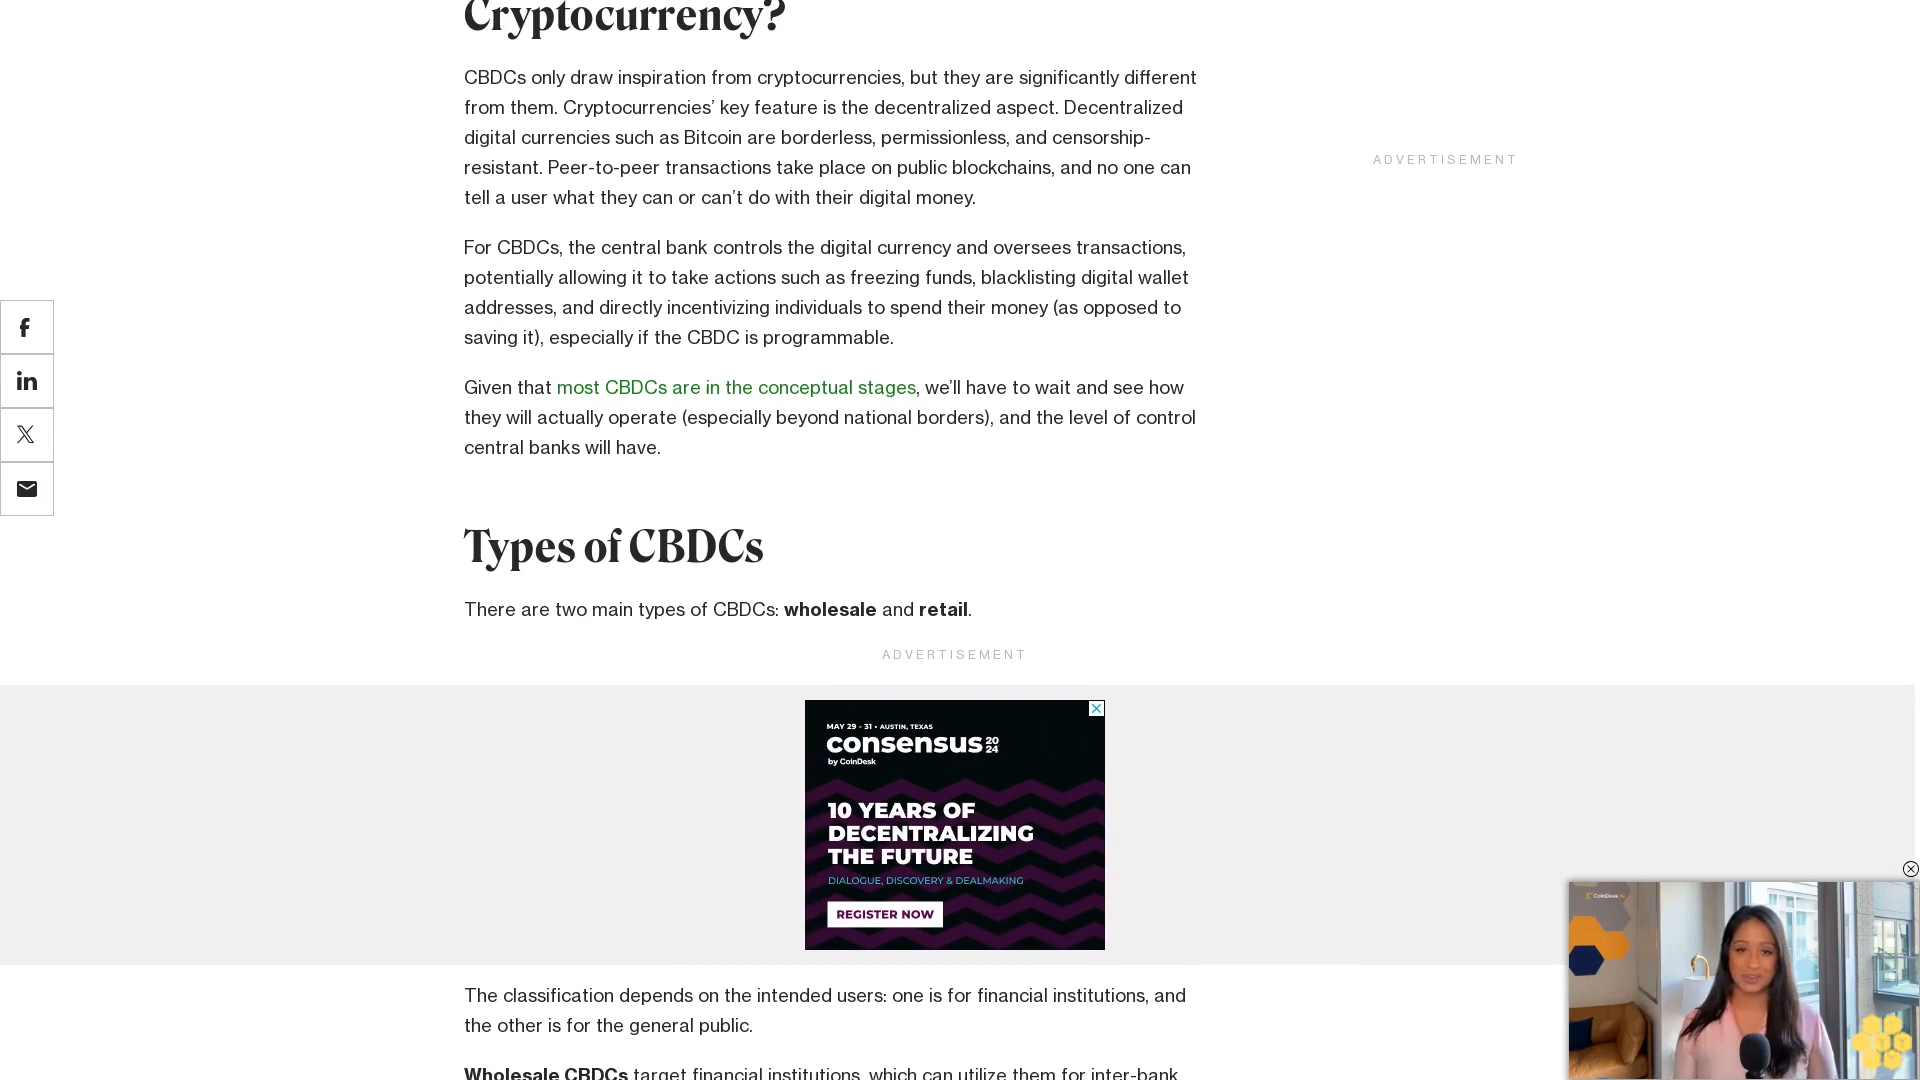 Cryptocurrency?
CBDCs only draw inspiration from cryptocurrencies, but they are significantly different
from them. Cryptocurrencies’ key feature is the decentralized aspect. Decentralized
digital currencies such as Bitcoin are borderless, permissionless, and censorship-
resistant. Peer-to-peer transactions take place on public blockchains, and no one can
tell a user what they can or can’t do with their digital money.
ADVERTISEMENT
For CBDCs, the central bank controls the digital currency and oversees transactions,
potentially allowing it to take actions such as freezing funds, blacklisting digital wallet
addresses, and directly incentivizing individuals to spend their money (as opposed to
saving it), especially if the CBDC is programmable.
Given that most CBDCs are in the conceptual stages, we’ll have to wait and see how
they will actually operate (especially beyond national borders), and the level of control
central banks will have.
Types of CBDCs
There are two main types of CBDCs: wholesale and retail.
ADVERTISEMENT
MAY 29 - 31 • AUSTIN, TEXAS
consensus 2024
by CoinDesk
10 YEARS OF
DECENTRALIZING
THE FUTURE
DIALOGUE, DISCOVERY & DEALMAKING
REGISTER NOW
CoinDesk
The classification depends on the intended users: one is for financial institutions, and
the other is for the general public.
Wholesale CBDCs target financial institutions, which can utilize them for inter-bank